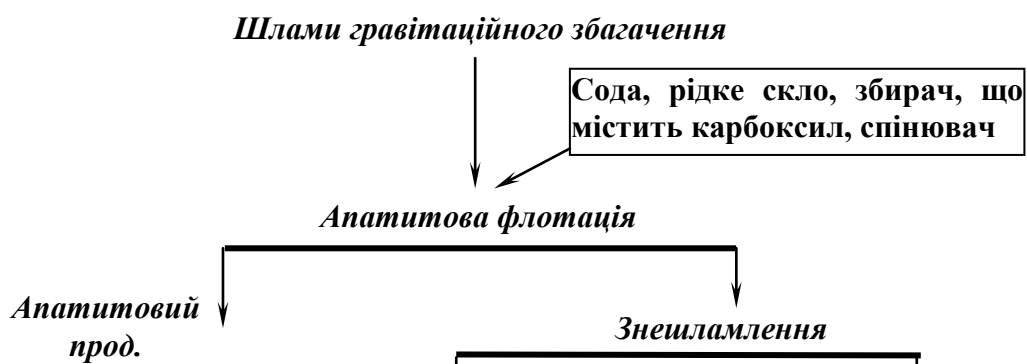 Шлами гравітаційного збагачення
Сода, рідке скло, збирач, що
містить карбоксил, спінювач
Апатитова флотація
Апатитовий
прод.
Знешламлення